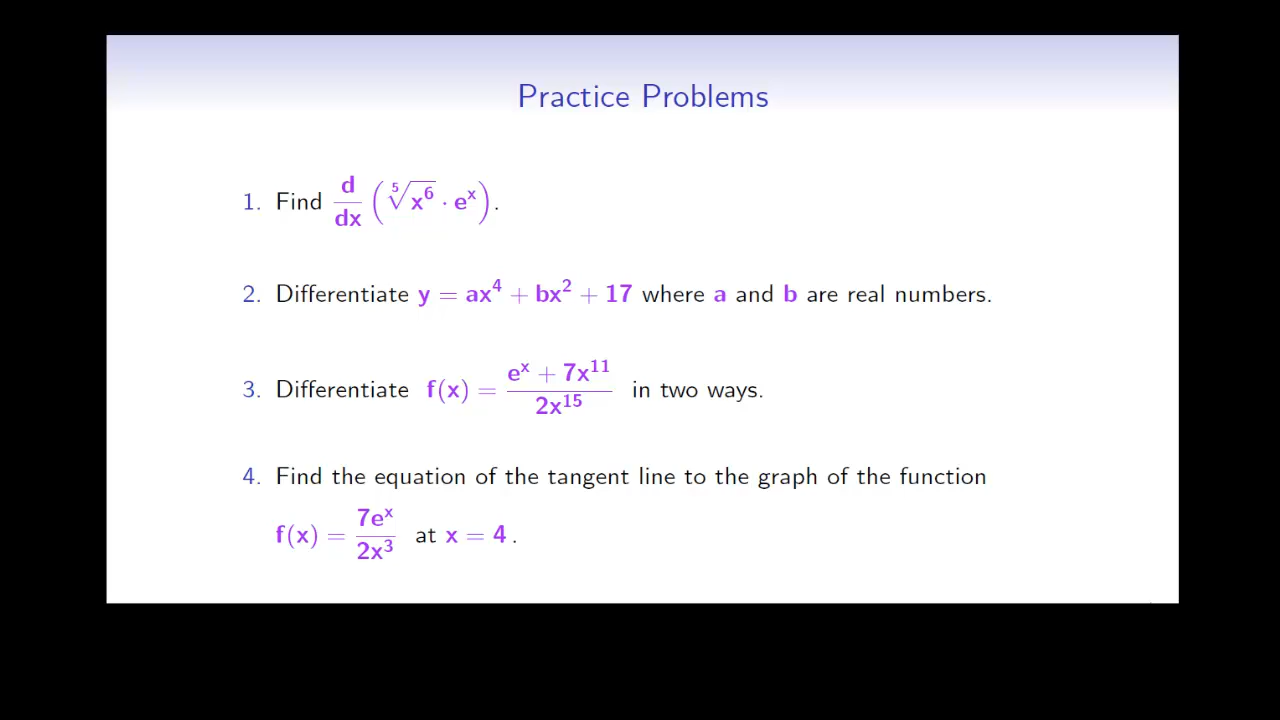 Practice Problems
1. Find d/dx (⁵√x⁶ · eˣ).
2. Differentiate y = ax⁴ + bx² + 17 where a and b are real numbers.
3. Differentiate f(x) = (eˣ + 7x¹¹)/(2x¹⁵) in two ways.
4. Find the equation of the tangent line to the graph of the function
f(x) = 7eˣ/2x³ at x = 4.